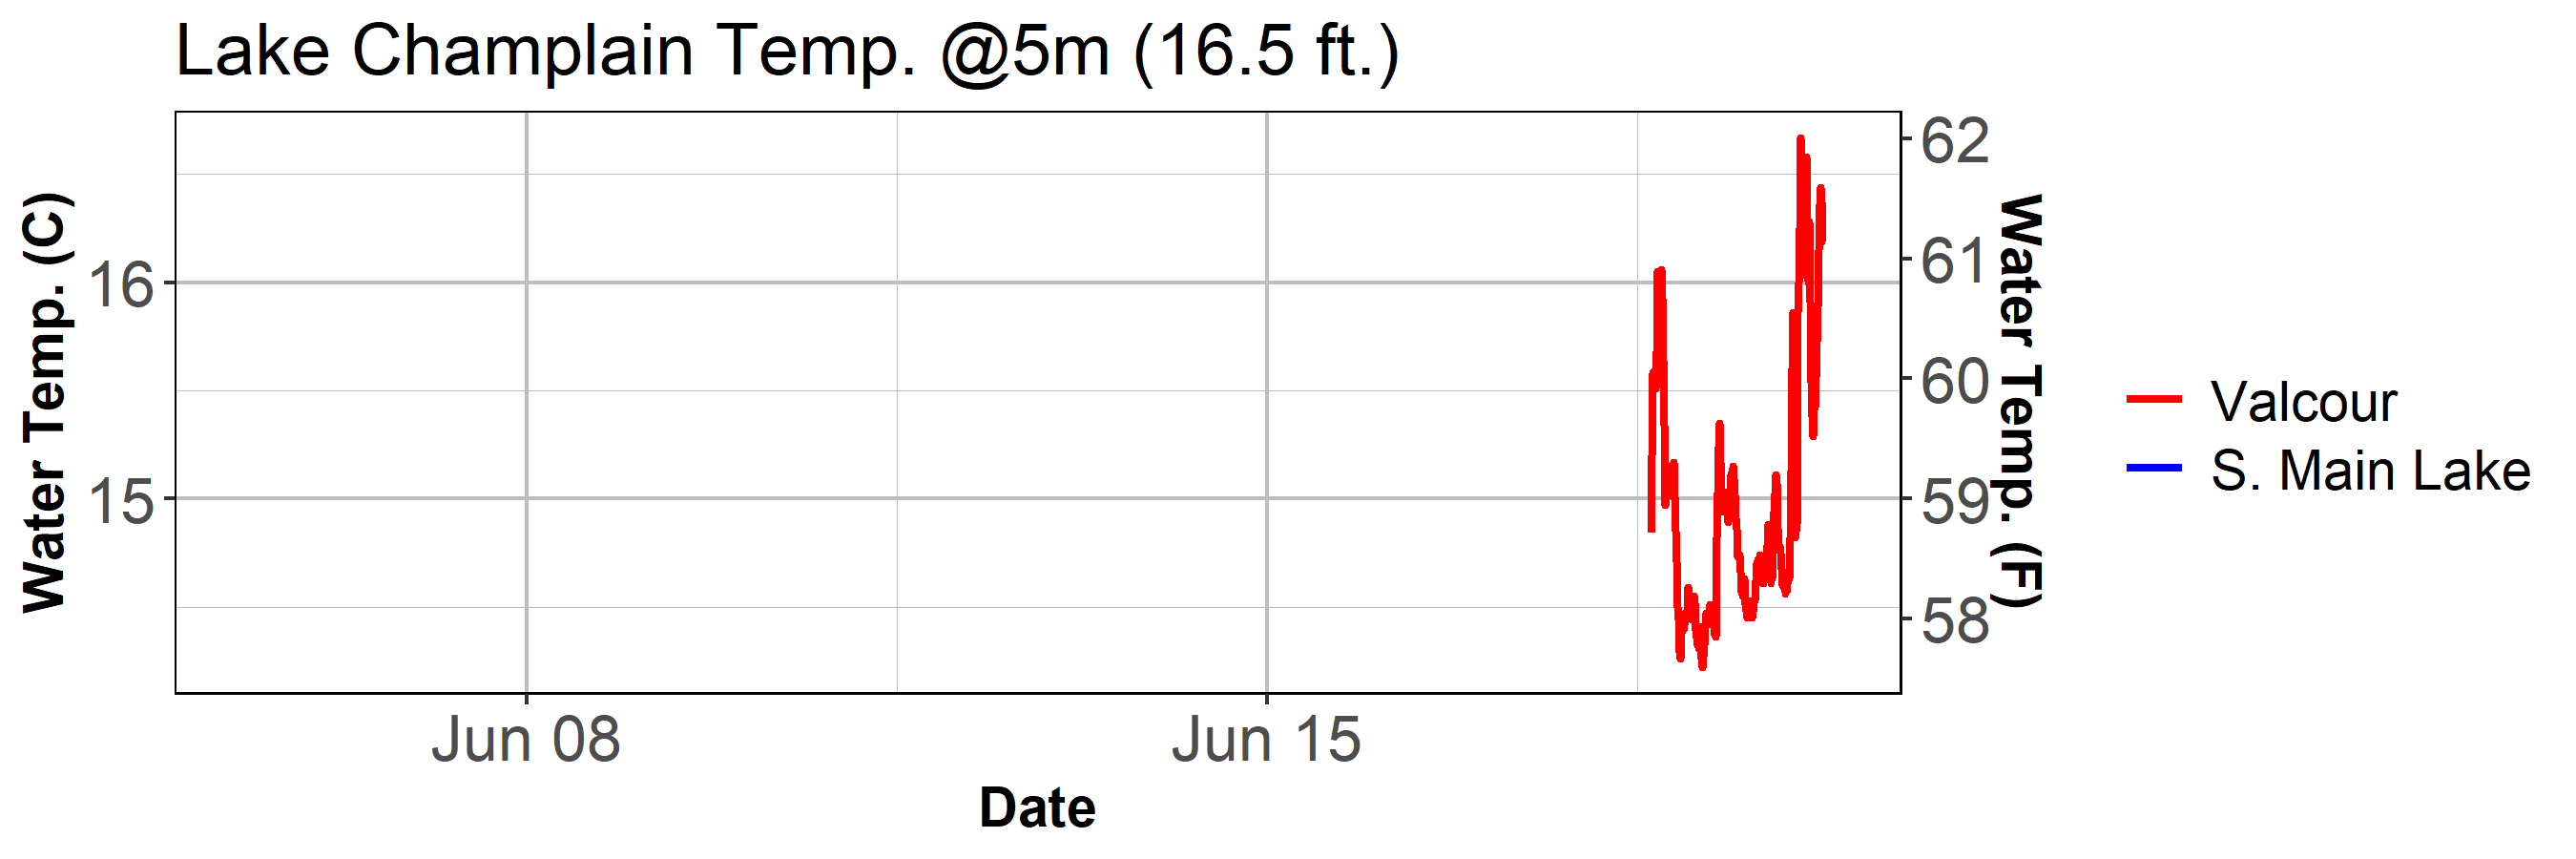 Lake Champlain Temp. @5m (16.5 ft.)
Water Temp. (C)
16
15
62
61
60
59
58
Water Temp. (F)
Jun 08
Jun 15
Date
Valcour
S. Main Lake